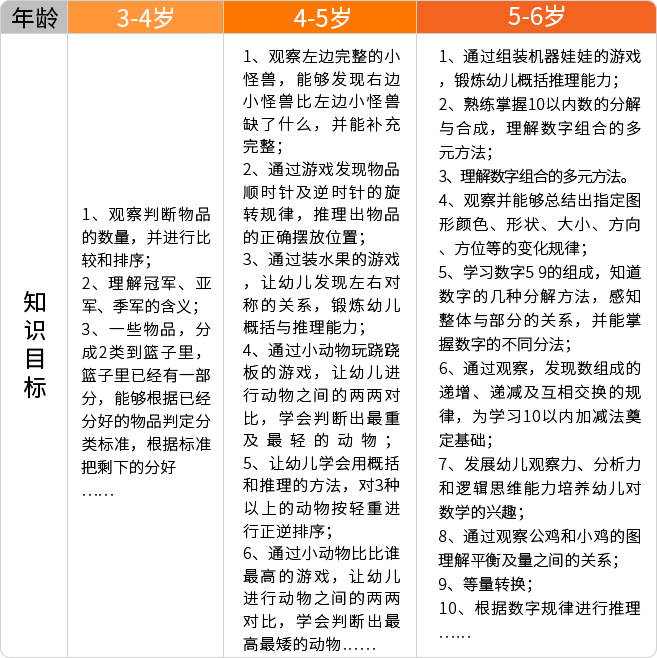 年龄
3-4岁
4-5岁
5-6岁
知
识
目
标
1、观察判断物品
的数量，并进行比
较和排序；
2、理解冠军、亚
军、季军的含义；
3、一些物品，分
成2类到篮子里，
篮子里已经有一部
分，能够根据已经
分好的物品判定分
类标准，根据标准
把剩下的分好
……
1、观察左边完整的小
怪兽，能够发现右边
小怪兽比左边小怪兽
缺了什么，并能补充
完整；
2、通过游戏发现物品
顺时针及逆时针的旋
转规律，推理出物品
的正确摆放位置；
3、通过装水果的游戏
，让幼儿发现左右对
称的关系，锻炼幼儿
概括与推理能力；
4、通过小动物玩跷跷
板的游戏，让幼儿进
行动物之间的两两对
比，学会判断出最重
及最轻的动物；
5、让幼儿学会用概括
和推理的方法，对3种
以上的动物按轻重进
行正逆排序；
6、通过小动物比比谁
最高的游戏，让幼儿
进行动物之间的两两
对比，学会判断出最
高最矮的动物……
1、通过组装机器娃娃的游戏
，锻炼幼儿概括推理能力；
2、熟练掌握10以内数的分解
与合成，理解数字组合的多
元方法；
3、理解数字组合的多元方法。
4、观察并能够总结出指定图
形颜色、形状、大小、方向
、方位等的变化规律；
5、学习数字5 9的组成，知道
数字的几种分解方法，感知
整体与部分的关系，并能掌
握数字的不同分法；
6、通过观察，发现数组成的
递增、递减及互相交换的规
律，为学习10以内加减法奠
定基础；
7、发展幼儿观察力、分析力
和逻辑思维能力培养幼儿对
数学的兴趣；
8、通过观察公鸡和小鸡的图
理解平衡及量之间的关系；
9、等量转换；
10、根据数字规律进行推理
……